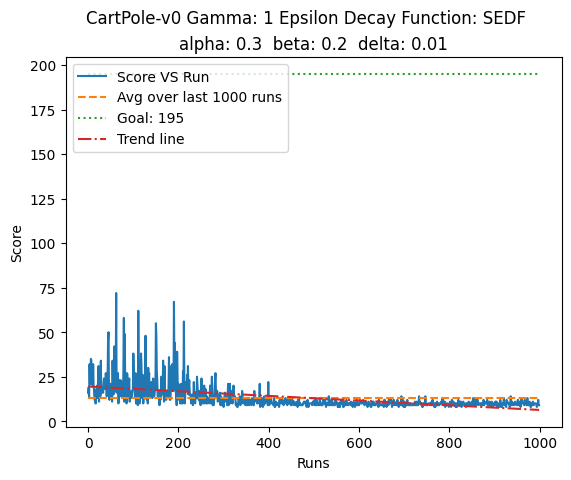 CartPole-v0 Gamma: 1 Epsilon Decay Function: SEDF
alpha: 0.3  beta: 0.2  delta: 0.01
200
175
150
125
100
75
50
25
0
Score
Score VS Run
Avg over last 1000 runs
Goal: 195
Trend line
0
200
400
600
800
1000
Runs